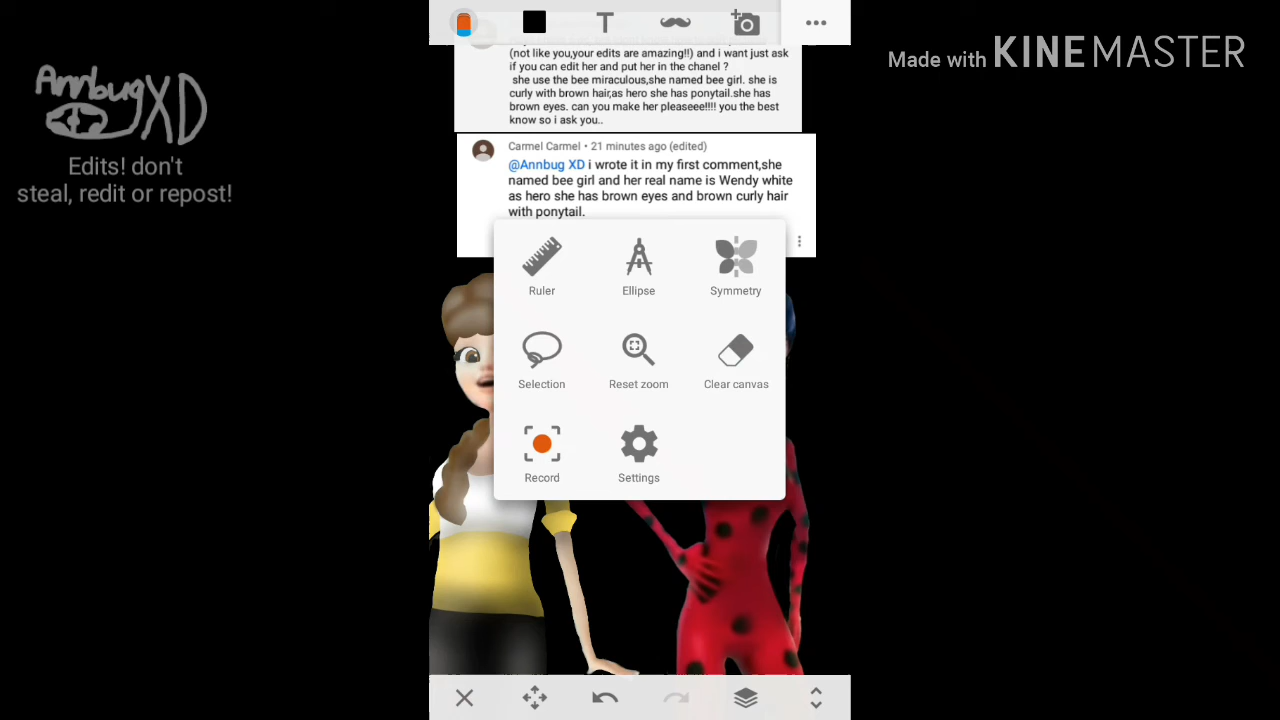 Made with KINEMASTER
Annbug XD
Edits! don't
steal, redit or repost!
T
(not like you,your edits are amazing!!) and i want just ask
if you can edit her and put her in the chanel ?
she use the bee miraculous,she named bee girl. she is
curly with brown hair,as hero she has ponytail.she has
brown eyes. can you make her pleaseee!!!! you the best
know so i ask you..
Carmel Carmel • 21 minutes ago (edited)
@Annbug XD i wrote it in my first comment,she
named bee girl and her real name is Wendy white
as hero she has brown eyes and brown curly hair
with ponytail.
Ruler
Ellipse
Symmetry
Selection
Reset zoom
Clear canvas
Record
Settings